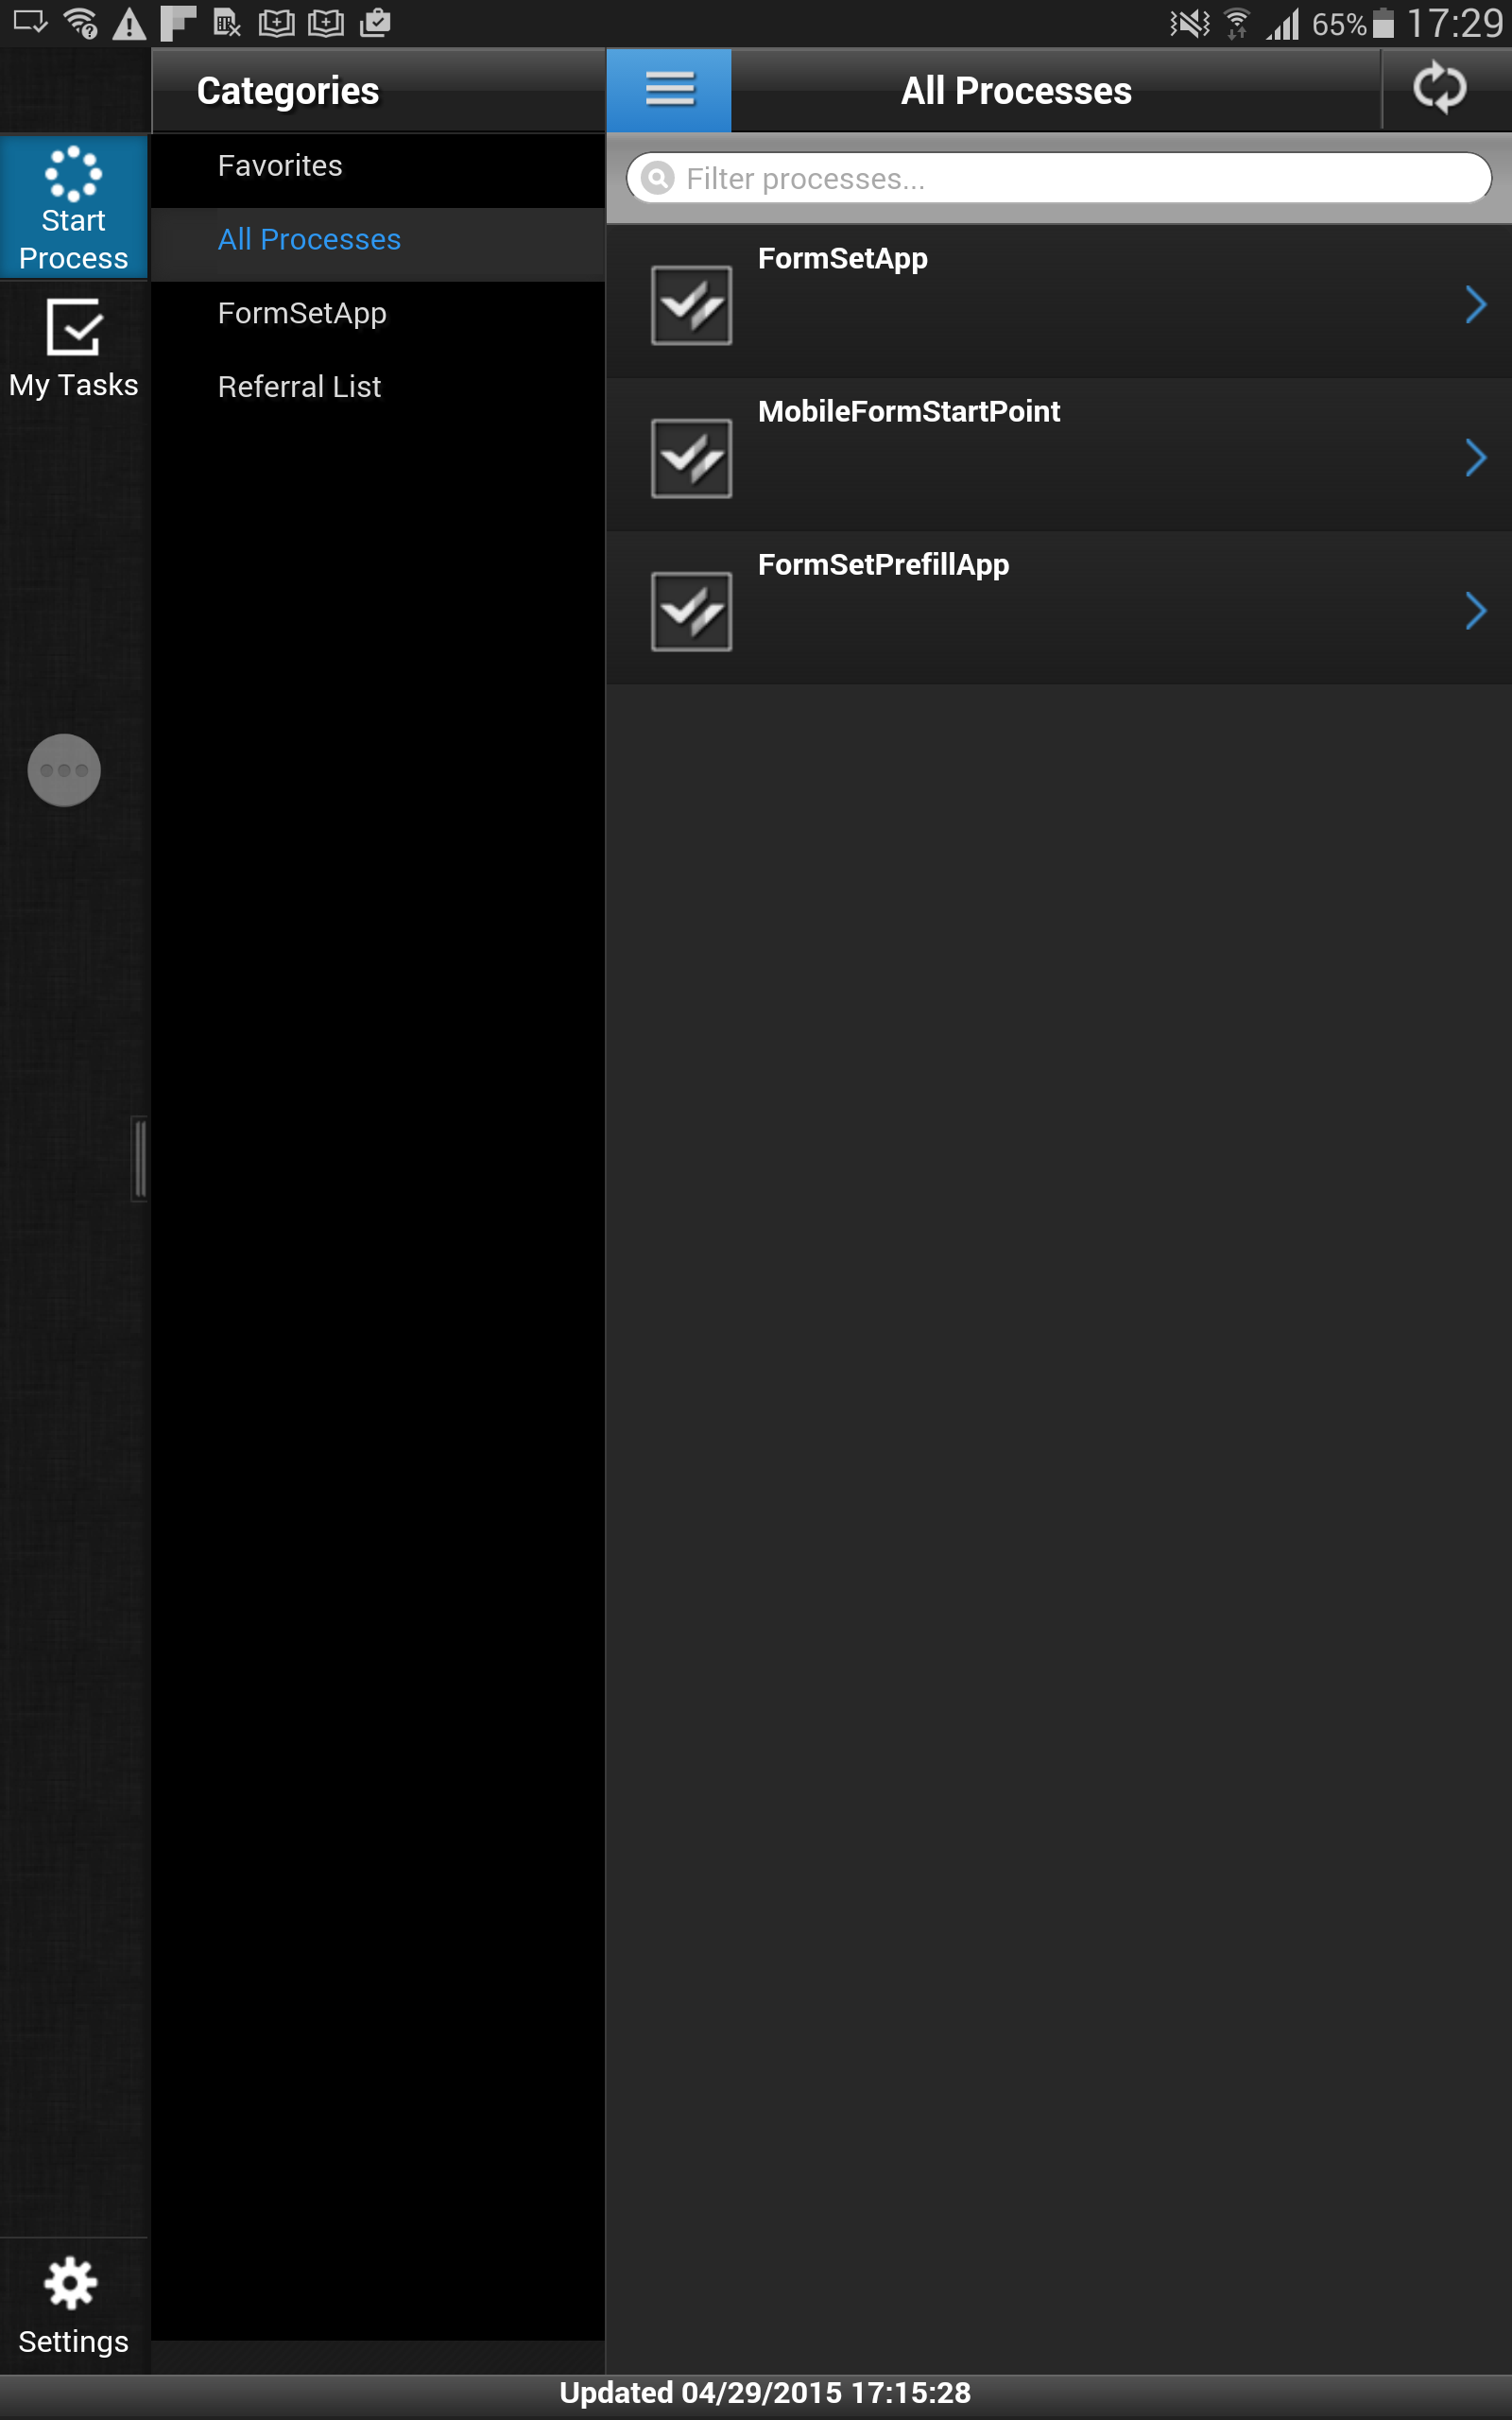 65% 17:29
Categories
All Processes
Start
Process
My Tasks
Settings
Favorites
All Processes
FormSetApp
Referral List
Filter processes...
FormSetApp
MobileFormStartPoint
FormSetPrefillApp
Updated 04/29/2015 17:15:28